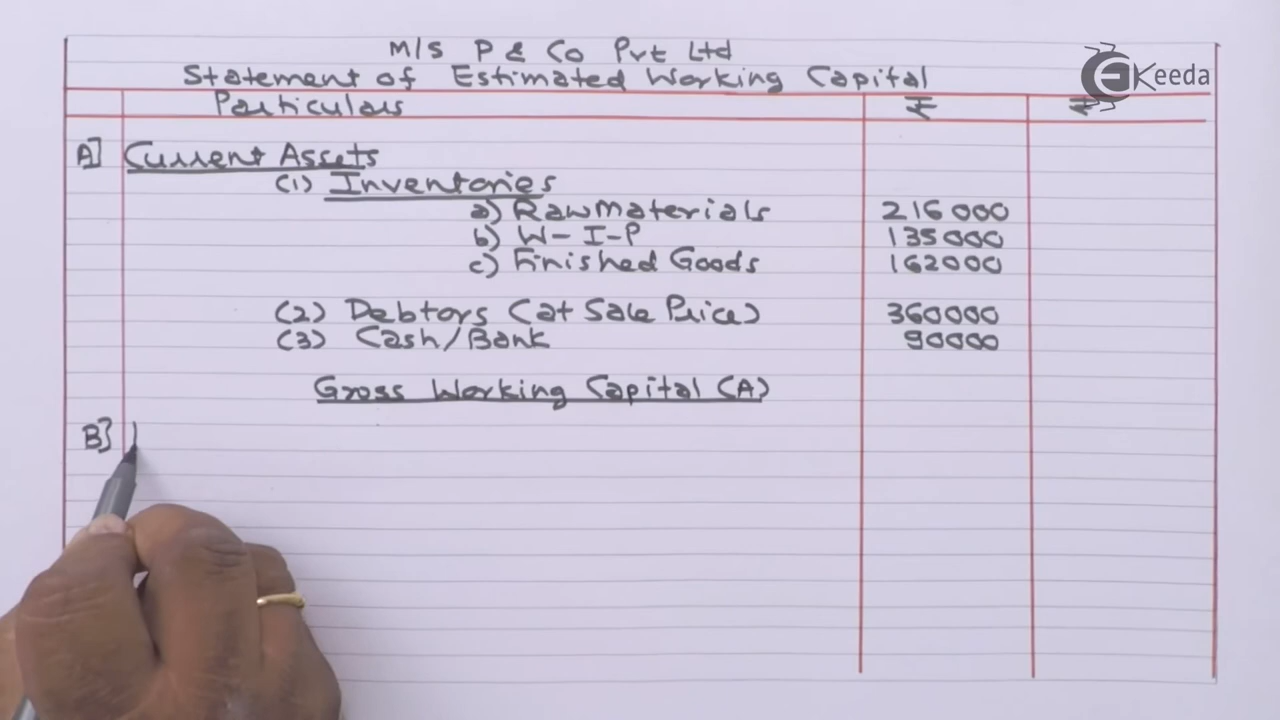 M/S P & Co Pvt Ltd
Statement of Estimated Working Capital
Keeda
Particulars ₹ ₹
A] Current Assets
(1) Inventories
a) Raw Materials 216000
b) W-I-P 135000
c) Finished Goods 162000
(2) Debtors (at Sale Price) 360000
(3) Cash/Bank 90000
Gross Working Capital (A)
B]